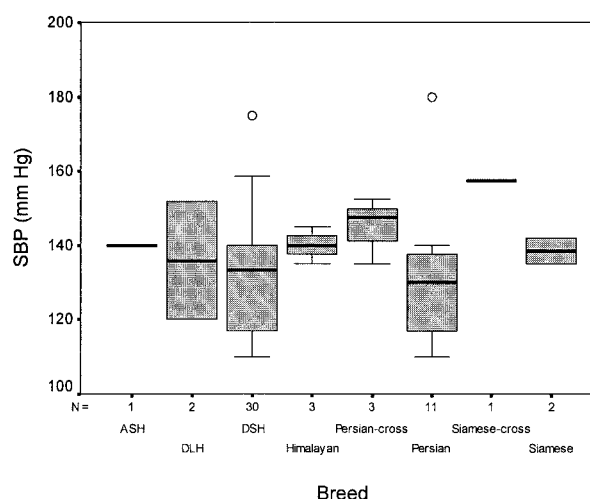 200
180
160
140
120
100
SBP (mm Hg)
N = 1 2 30 3 3 11 1 2
ASH DSH Persian-cross Siamese-cross
DLH Himalayan Persian Siamese
Breed